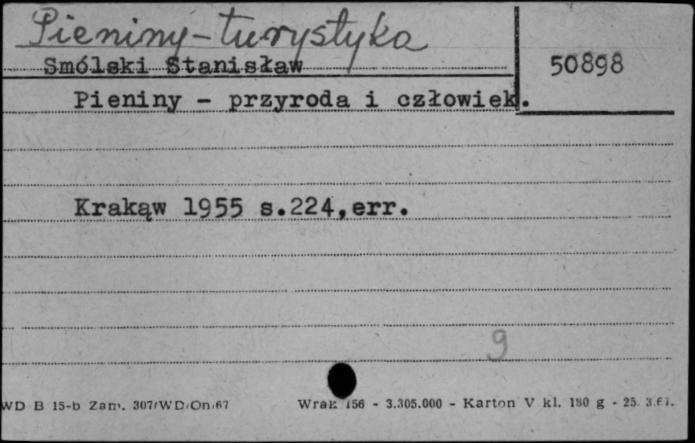 Pieniny-turystyka
Smólski Stanisław
50898
Pieniny - przyroda i człowiek.
Krakąw 1955 s.224,err.
9
WD B 15-b Zam. 307/WD/On/67 Wrak 156 - 3.305.000 - Karton V kl. 180 g - 25. 3.67.